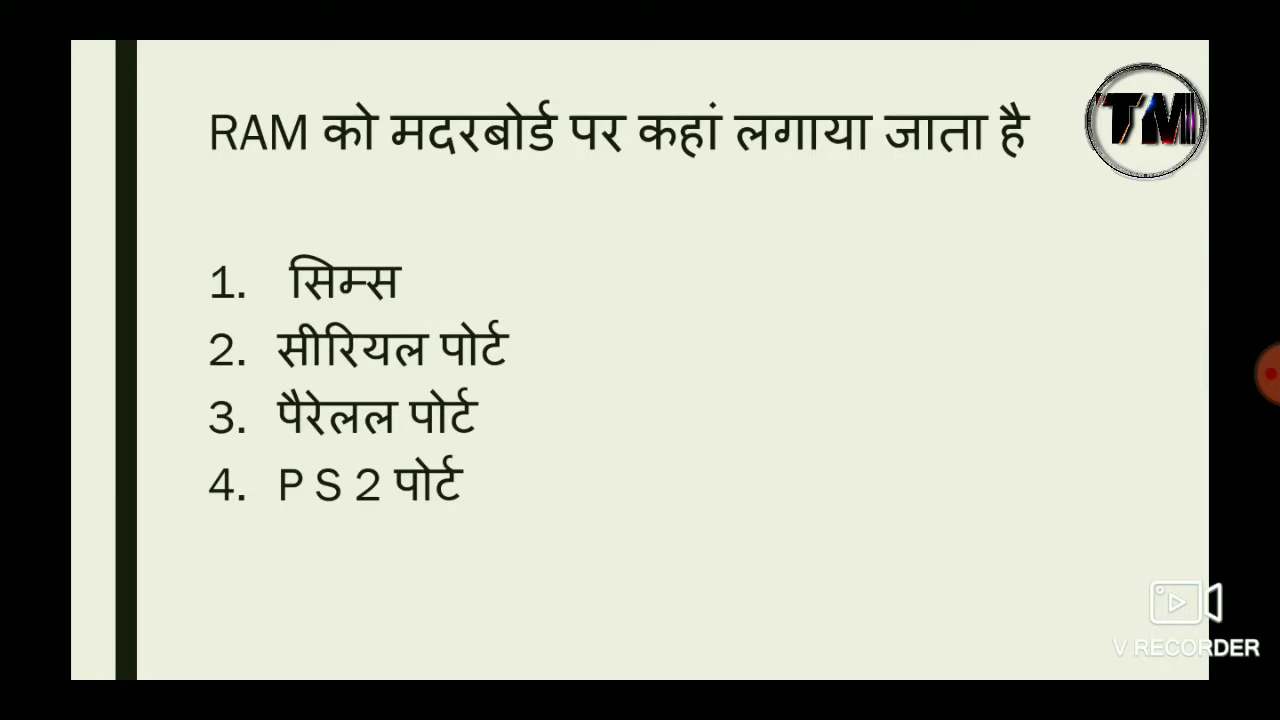 RAM को मदरबोर्ड पर कहां लगाया जाता है
TM
1. सिम्स
2. सीरियल पोर्ट
3. पैरेलल पोर्ट
4. P S 2 पोर्ट
V RECORDER